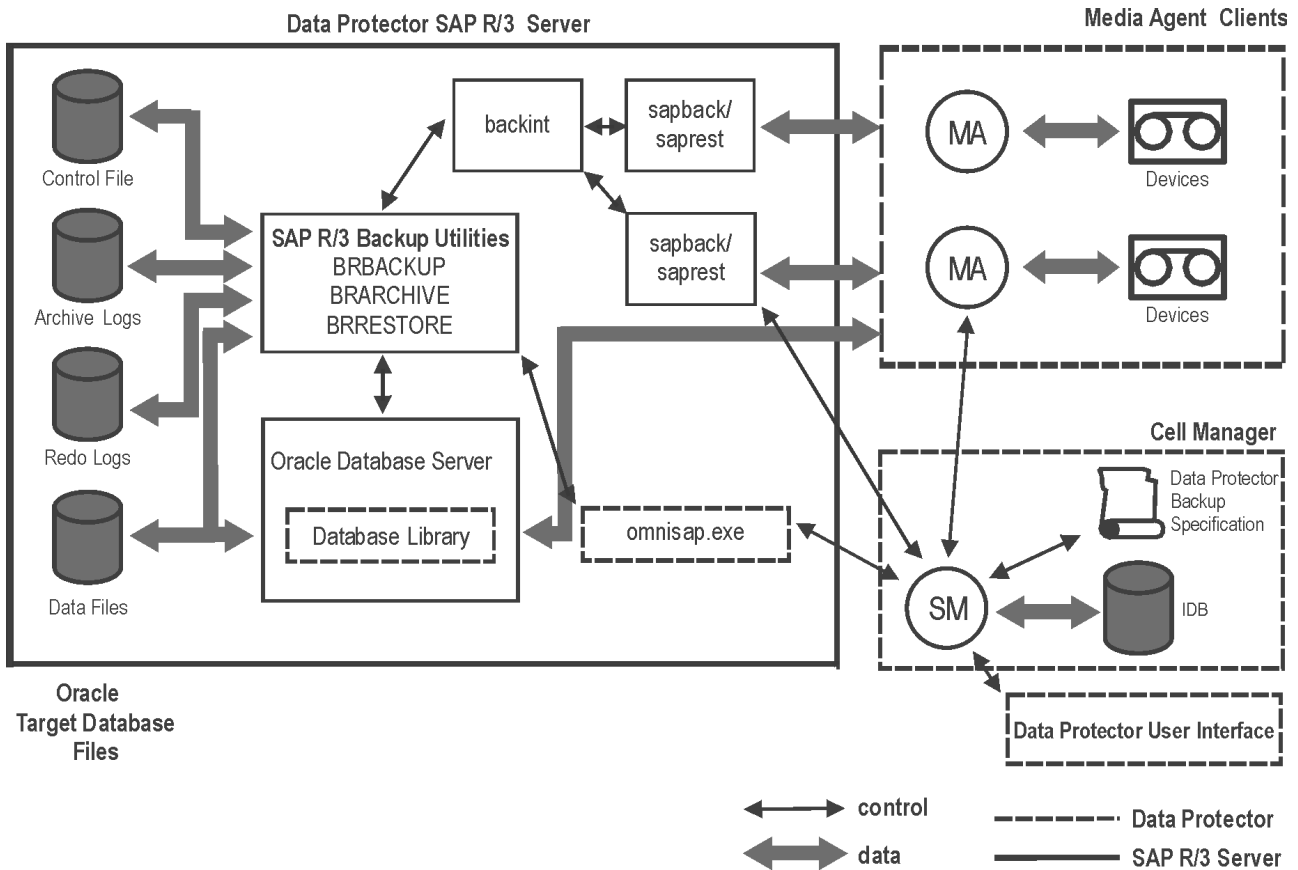 Data Protector SAP R/3 Server
Media Agent Clients
Control File
Archive Logs
Redo Logs
Data Files
backint
sapback/
saprest
sapback/
saprest
SAP R/3 Backup Utilities
BRBACKUP
BRARCHIVE
BRRESTORE
Oracle Database Server
Database Library
omnisap.exe
MA
Devices
MA
Devices
Cell Manager
Data Protector
Backup
Specification
SM
IDB
Data Protector User Interface
Oracle
Target Database
Files
control
data
Data Protector
SAP R/3 Server